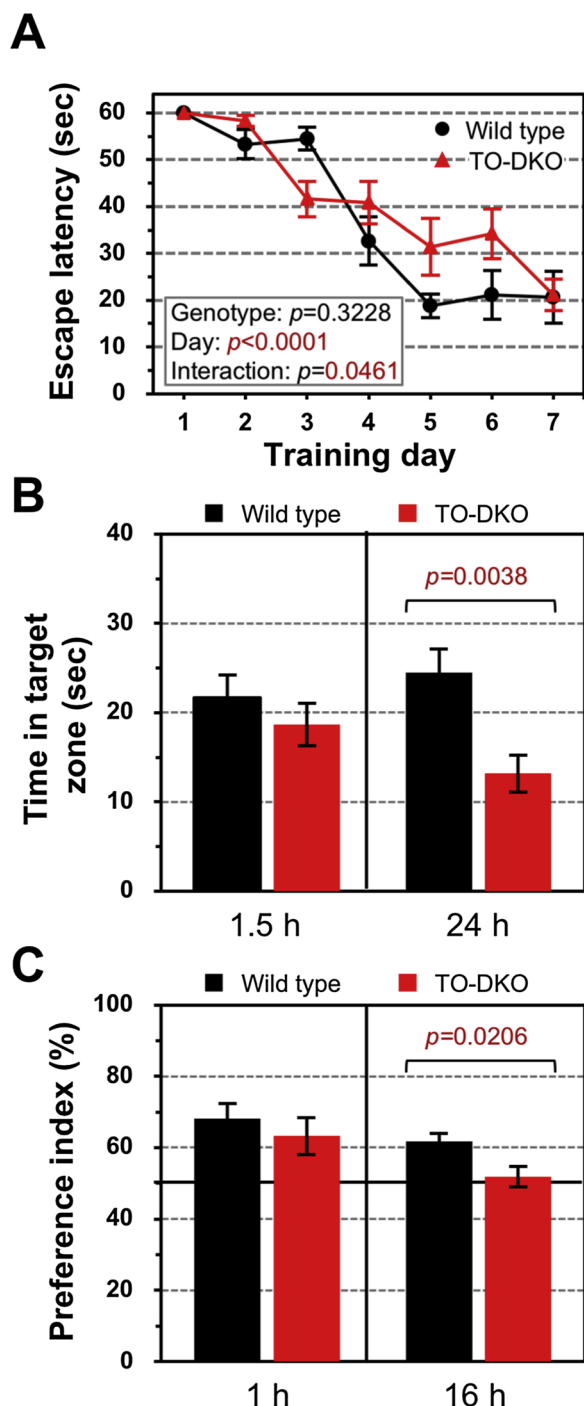 A
Escape latency (sec)
60
50
40
30
20
10
0
Wild type
TO-DKO
Genotype: p=0.3228
Day: p<0.0001
Interaction: p=0.0461
1 2 3 4 5 6 7
Training day
B
Wild type TO-DKO
Time in target
zone (sec)
40
30
20
10
0
p=0.0038
1.5 h 24 h
C
Wild type TO-DKO
Preference index (%)
100
80
60
40
20
0
p=0.0206
1 h 16 h